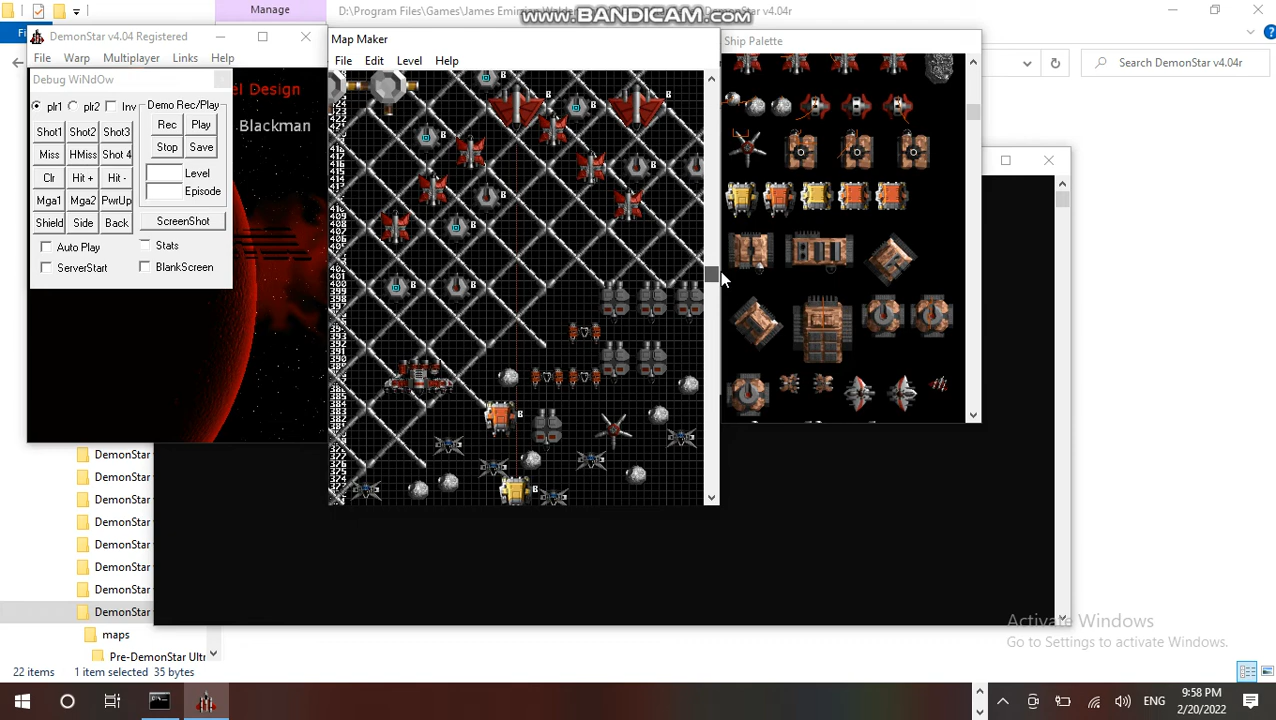 Manage
D:\Program Files\Games\James Emirzian Walde
Star v4.04r
www.BANDICAM.com
DemonStar v4.04 Registered
File Warp Multiplayer Links Help
Debug WiNdOw
plr1 plr2 Inv
Demo Rec/Play
Shot1 Shot2 Shot3
Rec Play
Miss HMiss Shot 4
Stop Save
Clr Hit + Hit -
Level
Mga1 Mga2 PwrUp
Episode
Shield Side Back
ScreenShot
Auto Play Stats
ServerStart BlankScreen
el Design
Blackman
Map Maker
File Edit Level Help
B B
B B
B
B B
B
B
Ship Palette
Search DemonStar v4.04r
DemonStar
DemonStar
DemonStar
DemonStar
DemonStar
DemonStar
DemonStar
DemonStar
maps
Pre-DemonStar Ultr
22 items 1 item selected 35 bytes
Activate Windows
Go to Settings to activate Windows.
ENG
9:58 PM
2/20/2022